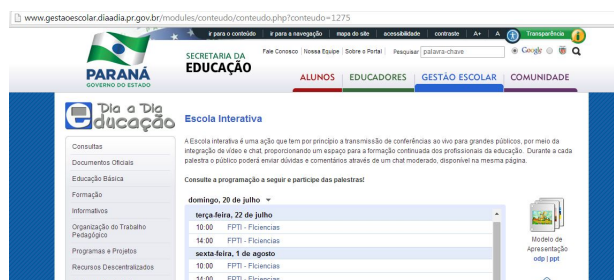 www.gestaoescolar.diaadia.pr.gov.br/modules/conteudo/conteudo.php?conteudo=1275
ir para o conteúdo ir para a navegação mapa do site acessibilidade contraste A+ A Transparência
SECRETARIA DA
EDUCAÇÃO
Fale Conosco Nossa Equipe Sobre o Portal Pesquisar palavra-chave Google
PARANÁ
GOVERNO DO ESTADO
ALUNOS EDUCADORES GESTÃO ESCOLAR COMUNIDADE
Dia a Dia
Educação
Escola Interativa
A Escola interativa é uma ação que tem por princípio a transmissão de conferências ao vivo para grandes públicos, por meio da
integração de vídeo e chat, proporcionando um espaço para a formação continuada dos profissionais da educação. Durante a cada
palestra o público poderá enviar dúvidas e comentários através de um chat moderado, disponível na mesma página.
Consulte a programação a seguir e participe das palestras!
Consultas
Documentos Oficiais
Educação Básica
Formação
Informativos
Organização do Trabalho
Pedagógico
Programas e Projetos
Recursos Descentralizados
domingo, 20 de julho
terça-feira, 22 de julho
10:00 FPTI - Ficiencias
14:00 FPTI - Ficiencias
sexta-feira, 1 de agosto
10:00 FPTI - Ficiencias
14:00 FPTI - Ficiencias
Modelo de
Apresentação
odp | ppt